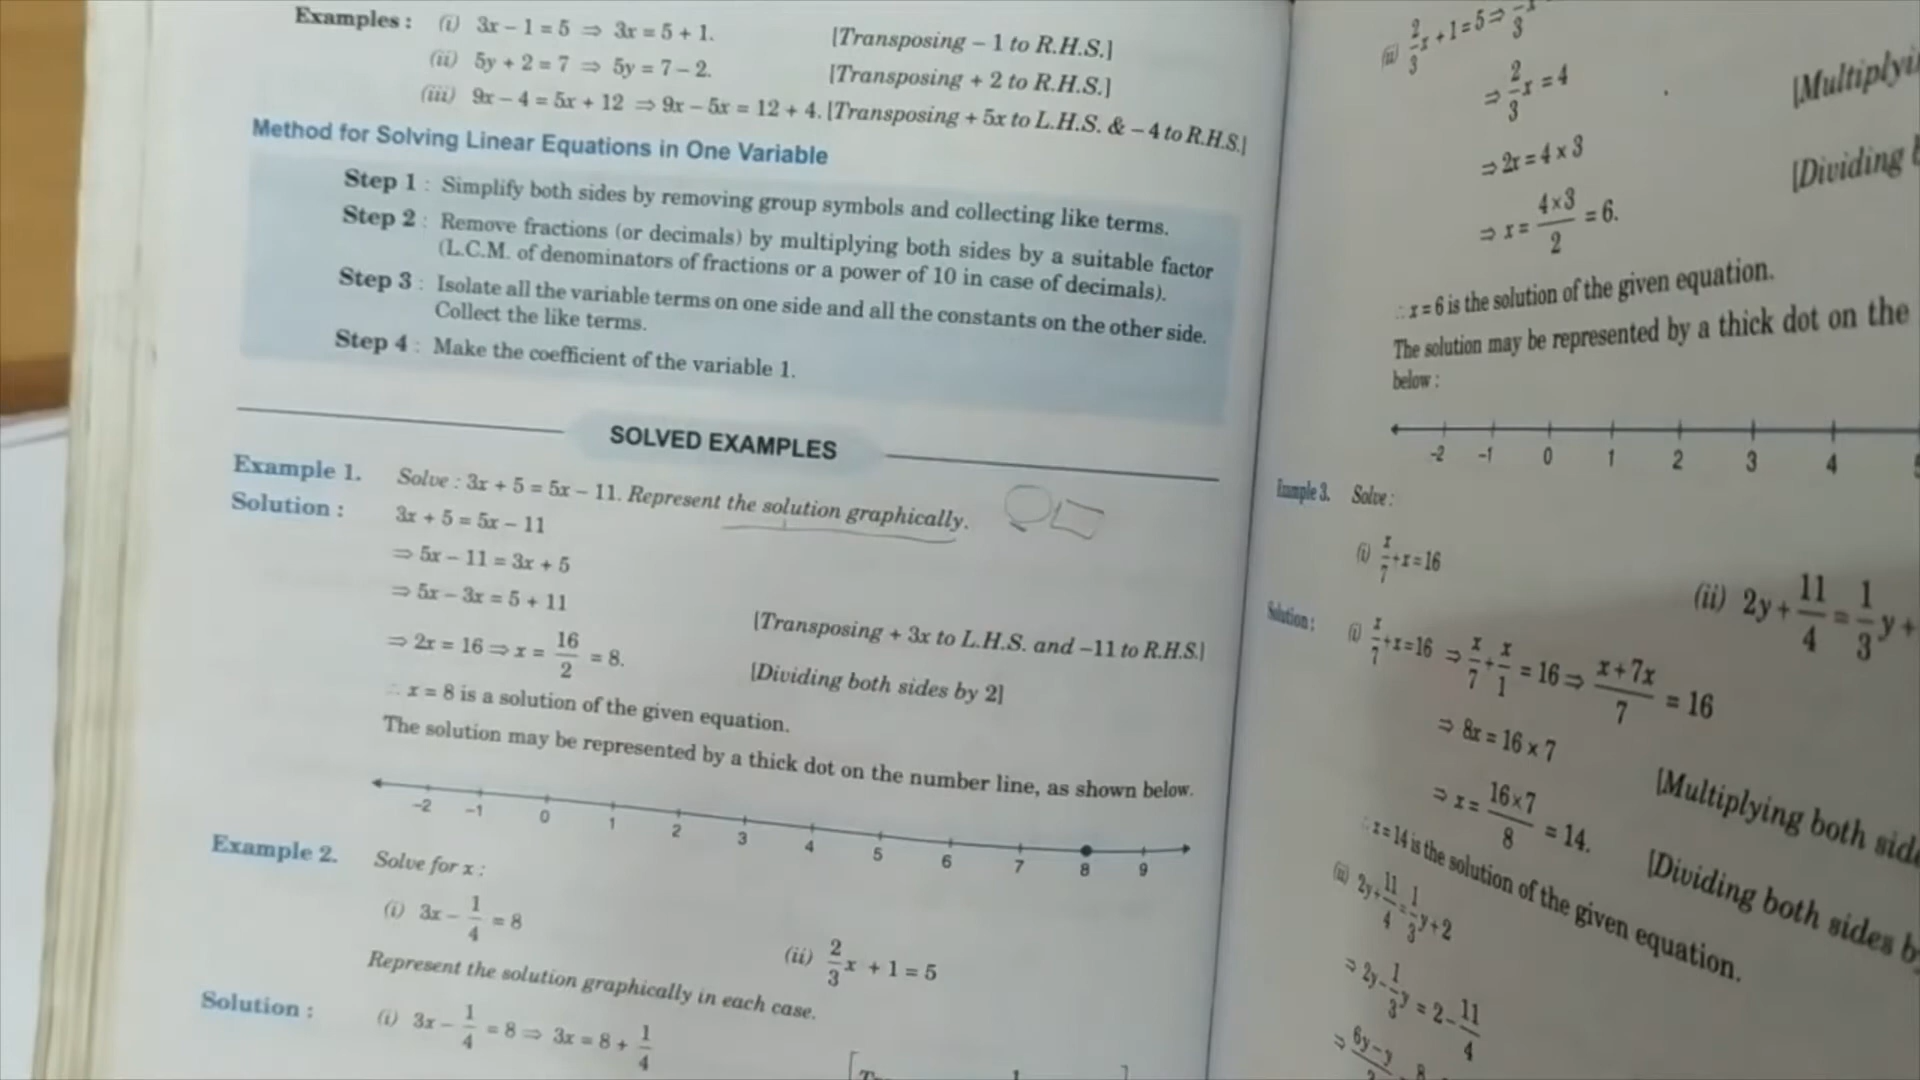 Examples : (i) 3x – 1 = 5 ⇒ 3x = 5 + 1. [Transposing – 1 to R.H.S.]
(ii) 5y + 2 = 7 ⇒ 5y = 7 – 2. [Transposing + 2 to R.H.S.]
(iii) 9x – 4 = 5x + 12 ⇒ 9x – 5x = 12 + 4. [Transposing + 5x to L.H.S. & – 4 to R.H.S.]
Method for Solving Linear Equations in One Variable
Step 1 : Simplify both sides by removing group symbols and collecting like terms.
Step 2 : Remove fractions (or decimals) by multiplying both sides by a suitable factor
(L.C.M. of denominators of fractions or a power of 10 in case of decimals).
Step 3 : Isolate all the variable terms on one side and all the constants on the other side.
Collect the like terms.
Step 4 : Make the coefficient of the variable 1.
SOLVED EXAMPLES
Example 1. Solve : 3x + 5 = 5x – 11. Represent the solution graphically.
Solution : 3x + 5 = 5x – 11
⇒ 5x – 11 = 3x + 5
⇒ 5x – 3x = 5 + 11 [Transposing + 3x to L.H.S. and –11 to R.H.S.]
⇒ 2x = 16 ⇒ x = 16/2 = 8. [Dividing both sides by 2]
∴ x = 8 is a solution of the given equation.
The solution may be represented by a thick dot on the number line, as shown below.
–2 –1 0 1 2 3 4 5 6 7 8 9
Example 2. Solve for x :
(i) 3x – 1/4 = 8 (ii) 2/3 x + 1 = 5
Represent the solution graphically in each case.
Solution : (i) 3x – 1/4 = 8 ⇒ 3x = 8 + 1/4
(ii) 2/3 x + 1 = 5 ⇒
⇒ 2/3 x = 4
⇒ 2x = 4 × 3 [Multiplyi
⇒ x = 4×3/2 = 6. [Dividing
∴ x = 6 is the solution of the given equation.
The solution may be represented by a thick dot on the
below :
–2 –1 0 1 2 3 4
Example 3. Solve :
(i) x/7 + x = 16 (ii) 2y + 11/4 = 1/3 y +
Solution : (i) x/7 + x = 16 ⇒ x/7 + x/1 = 16 ⇒ x + 7x/7 = 16
⇒ 8x = 16 × 7 [Multiplying both side
⇒ x = 16×7/8 = 14. [Dividing both sides by
∴ x = 14 is the solution of the given equation.
(ii) 2y + 11/4 = 1/3 y + 2
⇒ 2y – 1/3 y = 2 – 11/4
⇒ 6y – y